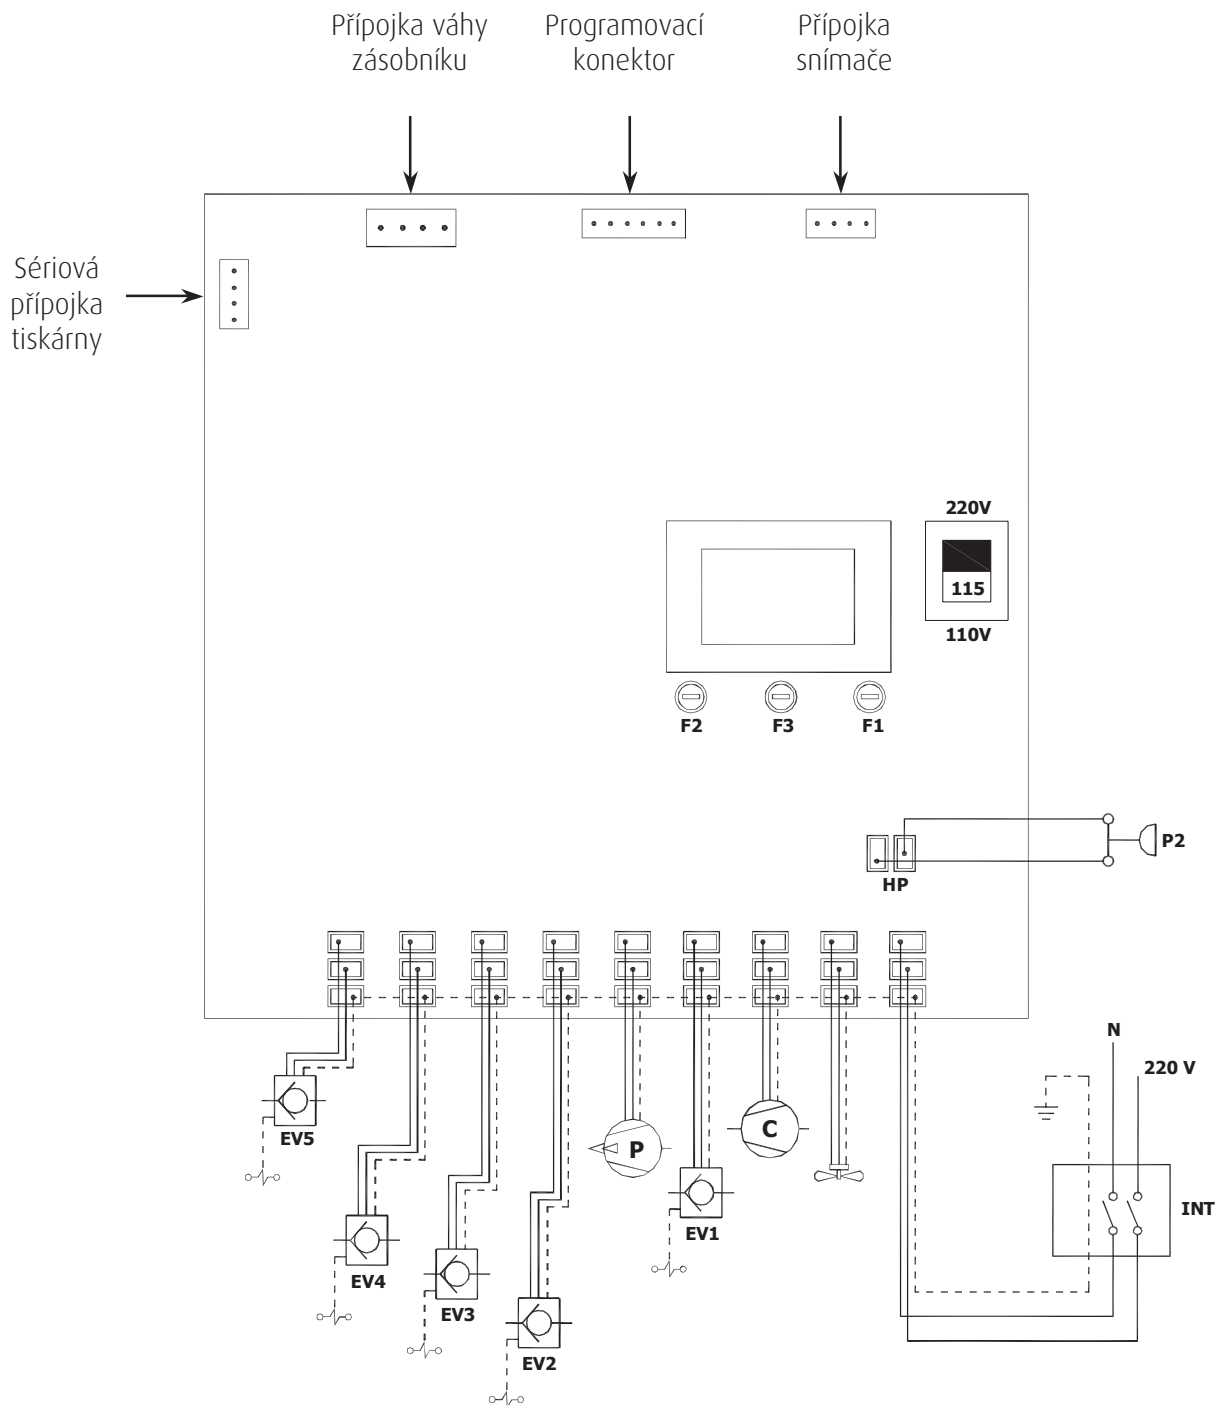 Přípojka váhy
zásobníku
Programovací
konektor
Přípojka
snímače
Sériová
přípojka
tiskárny
220V
115
110V
F2
F3
F1
P2
HP
N
220 V
EV5
P
C
INT
EV1
EV4
EV3
EV2